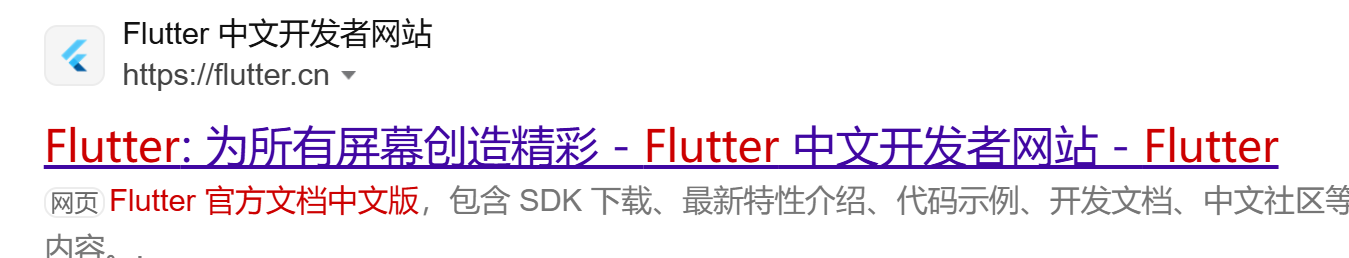 Flutter 中文开发者网站
https://flutter.cn
Flutter: 为所有屏幕创造精彩 - Flutter 中文开发者网站 - Flutter
网页 Flutter 官方文档中文版，包含 SDK 下载、最新特性介绍、代码示例、开发文档、中文社区等
内容。.